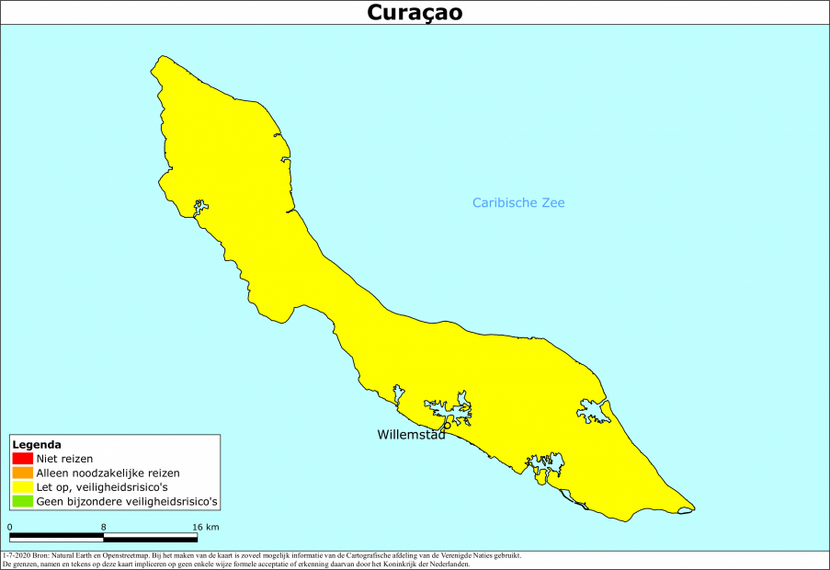 Curaçao
Caribische Zee
Willemstad
Legenda
Niet reizen
Alleen noodzakelijke reizen
Let op, veiligheidsrisico's
Geen bijzondere veiligheidsrisico's
0 8 16 km
1-7-2020 Bron: Natural Earth en Openstreetmap. Bij het maken van de kaart is zoveel mogelijk informatie van de Cartografische afdeling van de Verenigde Naties gebruikt.
De grenzen, namen en tekens op deze kaart impliceren op geen enkele wijze formele acceptatie of erkenning daarvan door het Koninkrijk der Nederlanden.